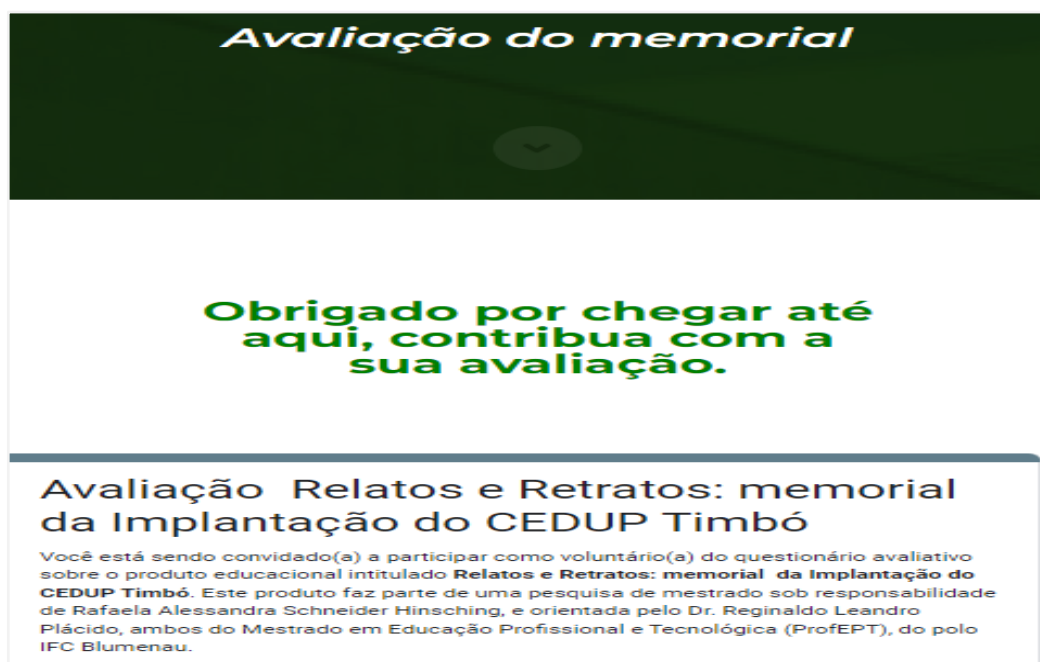 Avaliação do memorial
Obrigado por chegar até
aqui, contribua com a
sua avaliação.
Avaliação Relatos e Retratos: memorial
da Implantação do CEDUP Timbó
Você está sendo convidado(a) a participar como voluntário(a) do questionário avaliativo
sobre o produto educacional intitulado Relatos e Retratos: memorial da Implantação do
CEDUP Timbó. Este produto faz parte de uma pesquisa de mestrado sob responsabilidade
de Rafaela Alessandra Schneider Hinsching, e orientada pelo Dr. Reginaldo Leandro
Plácido, ambos do Mestrado em Educação Profissional e Tecnológica (ProfEPT), do polo
IFC Blumenau.